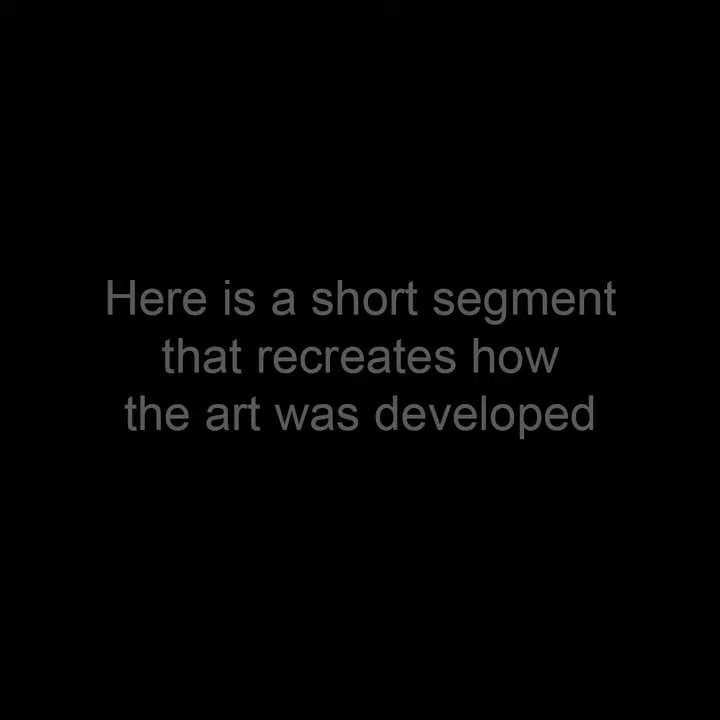 Here is a short segment
that recreates how
the art was developed